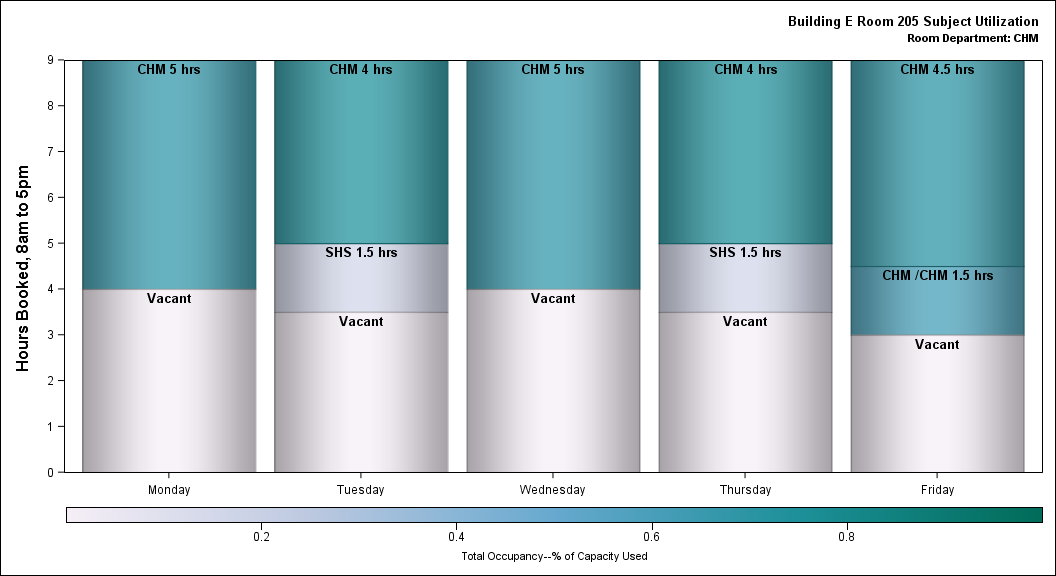 Building E Room 205 Subject Utilization
Room Department: CHM
Hours Booked, 8am to 5pm
9
8
7
6
5
4
3
2
1
0
CHM 5 hrs
Vacant
CHM 4 hrs
SHS 1.5 hrs
Vacant
CHM 5 hrs
Vacant
CHM 4 hrs
SHS 1.5 hrs
Vacant
CHM 4.5 hrs
CHM /CHM 1.5 hrs
Vacant
Monday
Tuesday
Wednesday
Thursday
Friday
0.2
0.4
0.6
0.8
Total Occupancy--% of Capacity Used